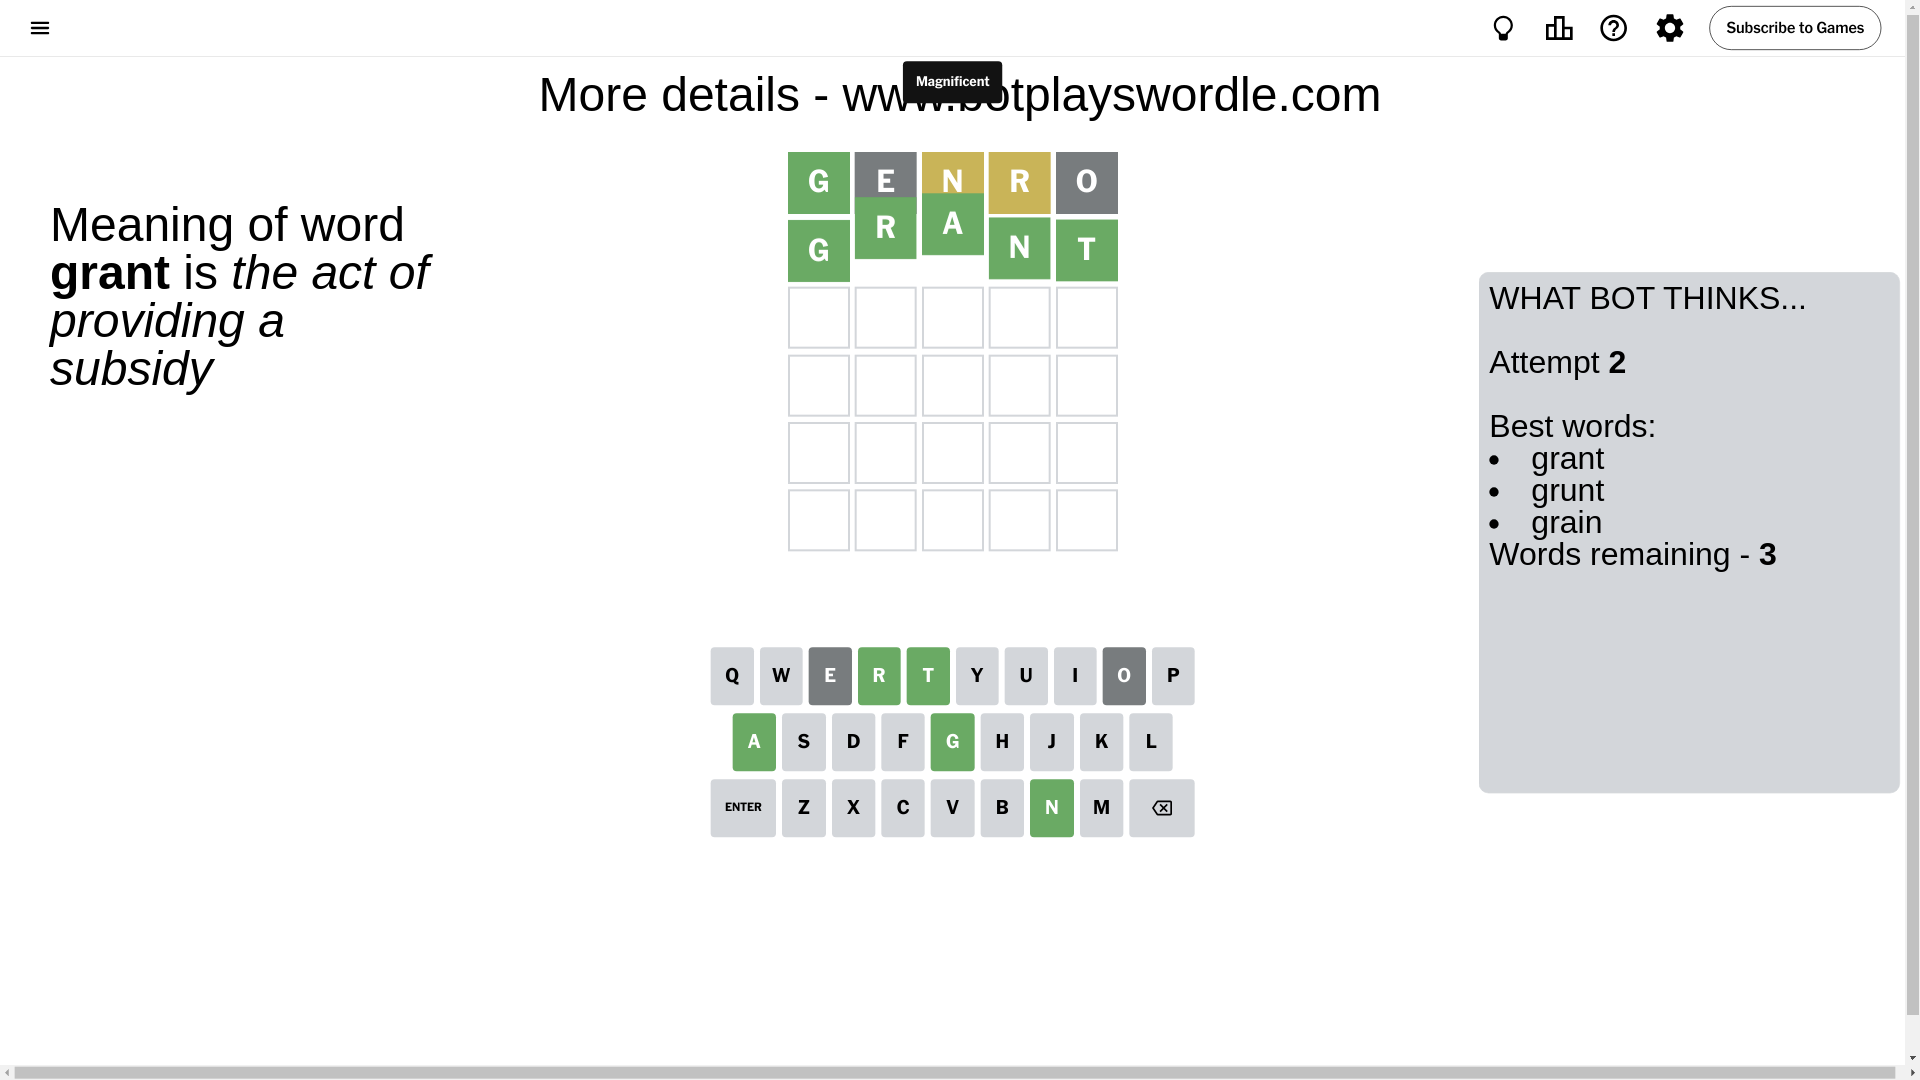 Subscribe to Games
Magnificent
More details - www.botplayswordle.com
Meaning of word
grant is the act of
providing a
subsidy
G E N R O
G R A N T
WHAT BOT THINKS...
Attempt 2
Best words:
• grant
• grunt
• grain
Words remaining - 3
Q W E R T Y U I O P
A S D F G H J K L
ENTER Z X C V B N M